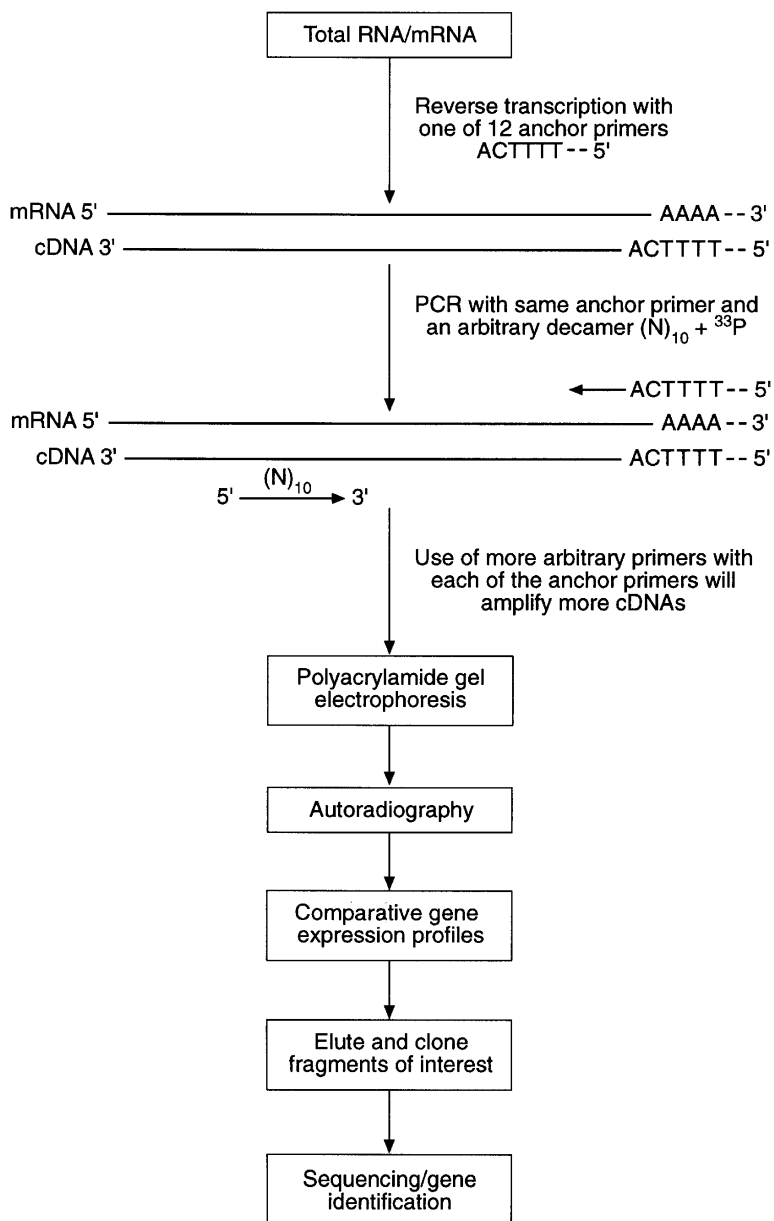 Total RNA/mRNA
Reverse transcription with
one of 12 anchor primers
ACTTTT-- 5'
mRNA 5' AAAA-- 3'
cDNA 3' ACTTTT-- 5'
PCR with same anchor primer and
an arbitrary decamer (N)10 + 33P
ACTTTT-- 5'
mRNA 5' AAAA-- 3'
cDNA 3' ACTTTT-- 5'
(N)10
5' 3'
Use of more arbitrary primers with
each of the anchor primers will
amplify more cDNAs
Polyacrylamide gel
electrophoresis
Autoradiography
Comparative gene
expression profiles
Elute and clone
fragments of interest
Sequencing/gene
identification